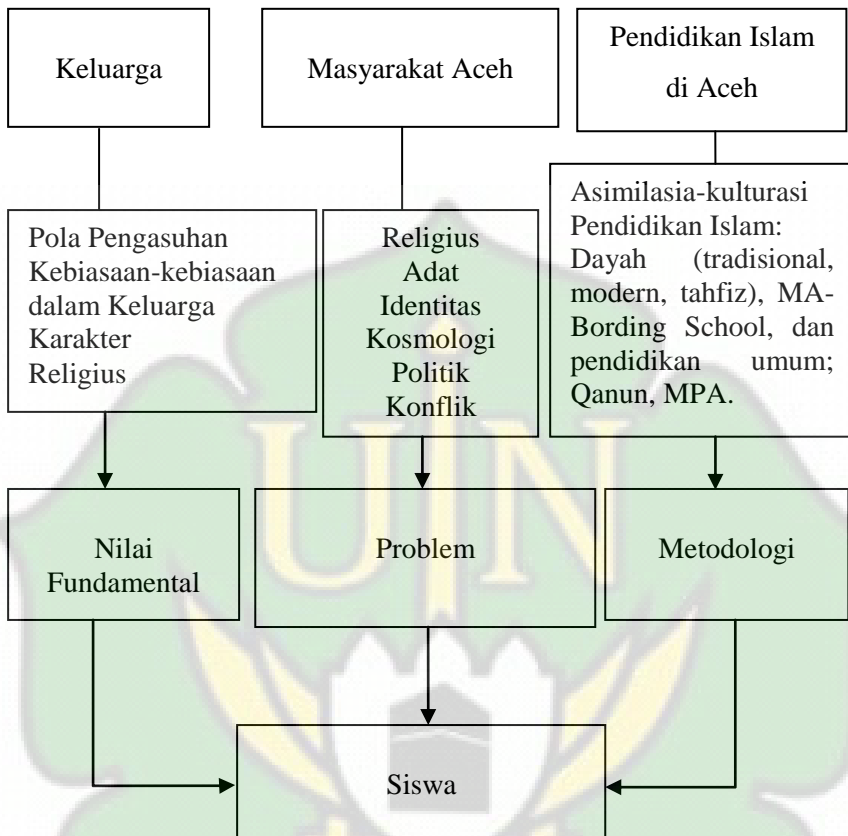 Keluarga
Masyarakat Aceh
Pendidikan Islam
di Aceh
Pola Pengasuhan
Kebiasaan-kebiasaan
dalam Keluarga
Karakter
Religius
Religius
Adat
Identitas
Kosmologi
Politik
Konflik
Asimilasia-kulturasi
Pendidikan Islam:
Dayah (tradisional,
modern, tahfiz), MA-
Bording School, dan
pendidikan umum;
Qanun, MPA.
Nilai
Fundamental
Problem
Metodologi
UIN
Siswa